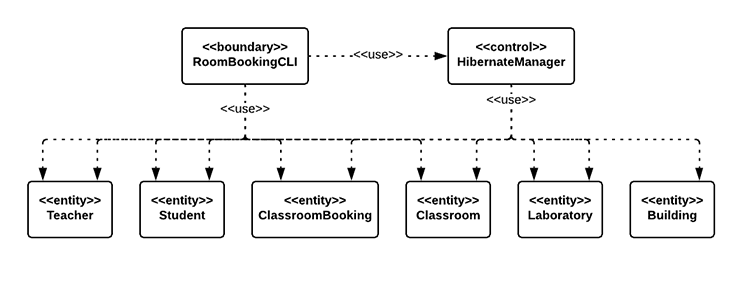 <<boundary>>
RoomBookingCLI
<<use>>
<<control>>
HibernateManager
<<use>>
<<use>>
<<entity>>
Teacher
<<entity>>
Student
<<entity>>
ClassroomBooking
<<entity>>
Classroom
<<entity>>
Laboratory
<<entity>>
Building